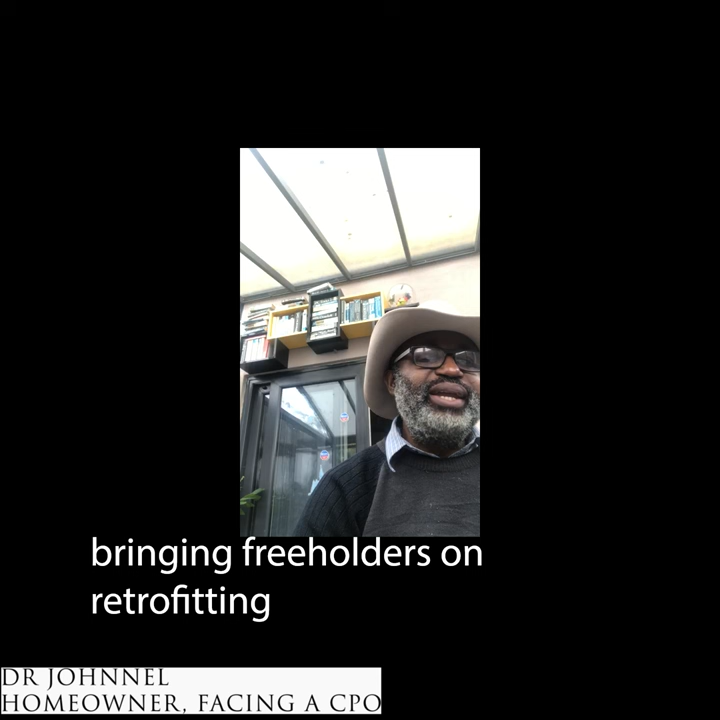 bringing freeholders on
retrofitting
DR JOHNNEL
HOMEOWNER, FACING A CPO